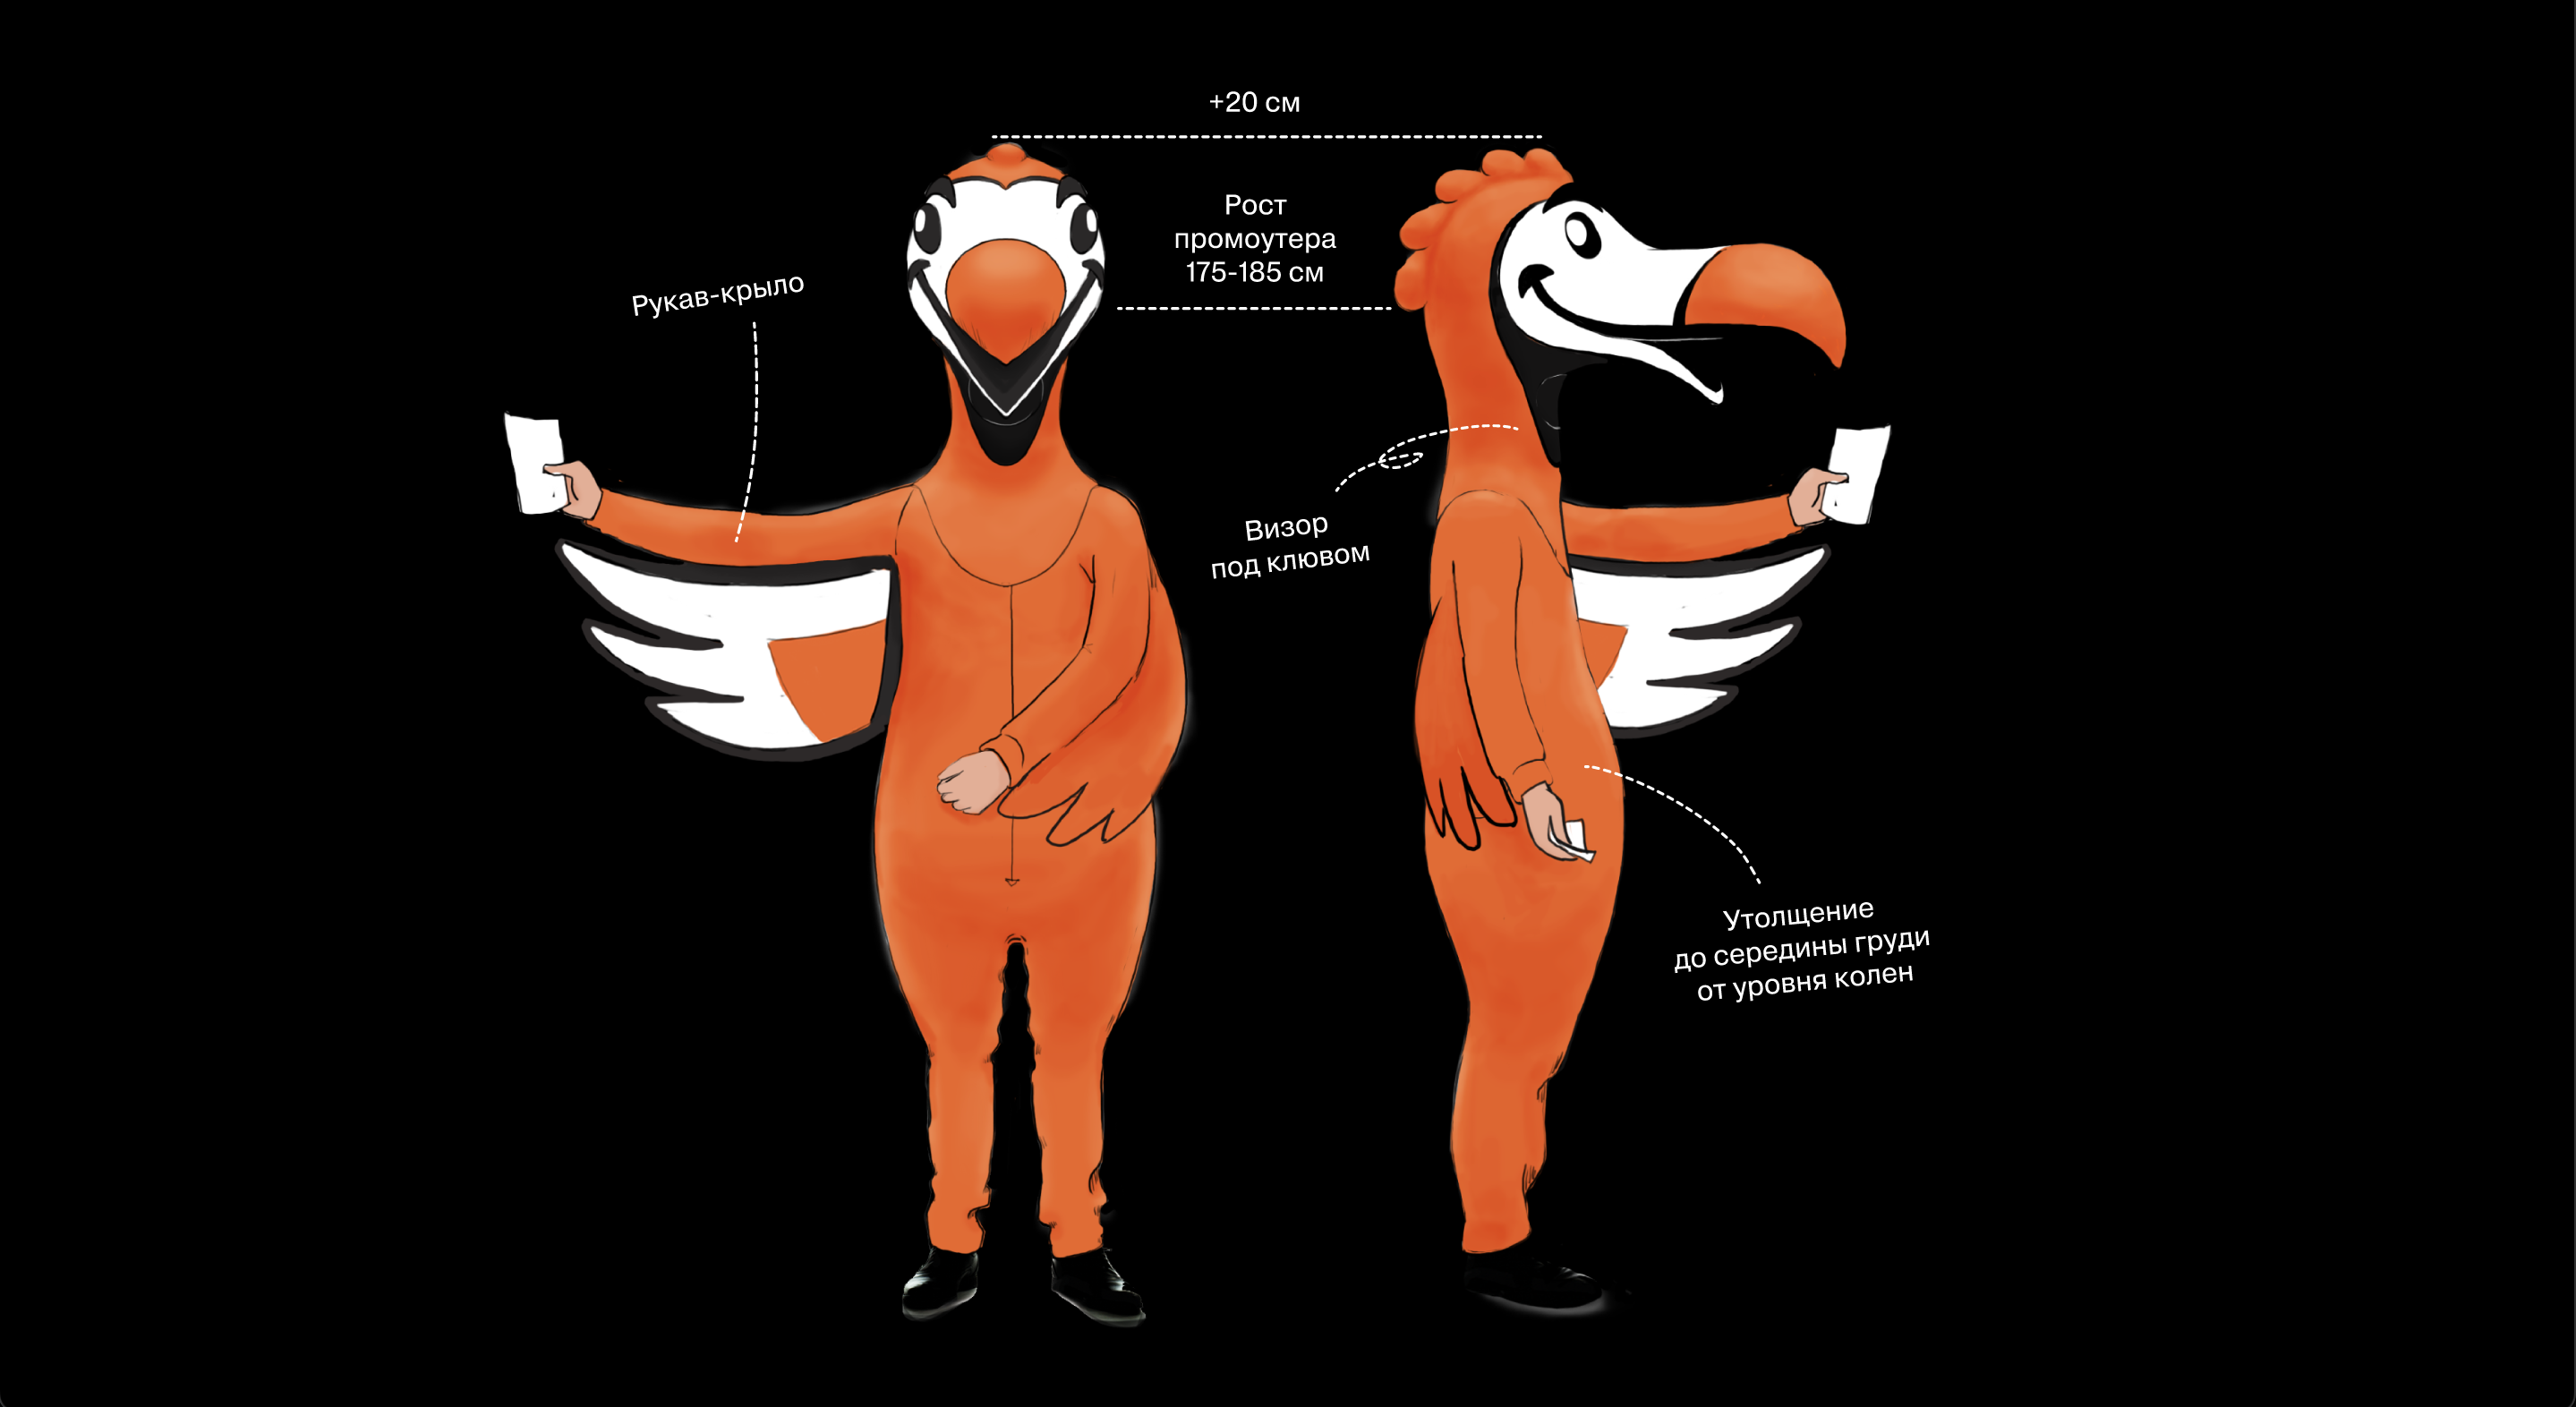 +20 см
Рост
промоутера
175-185 см
Рукав-крыло
Визор
под клювом
Утолщение
до середины груди
от уровня колен